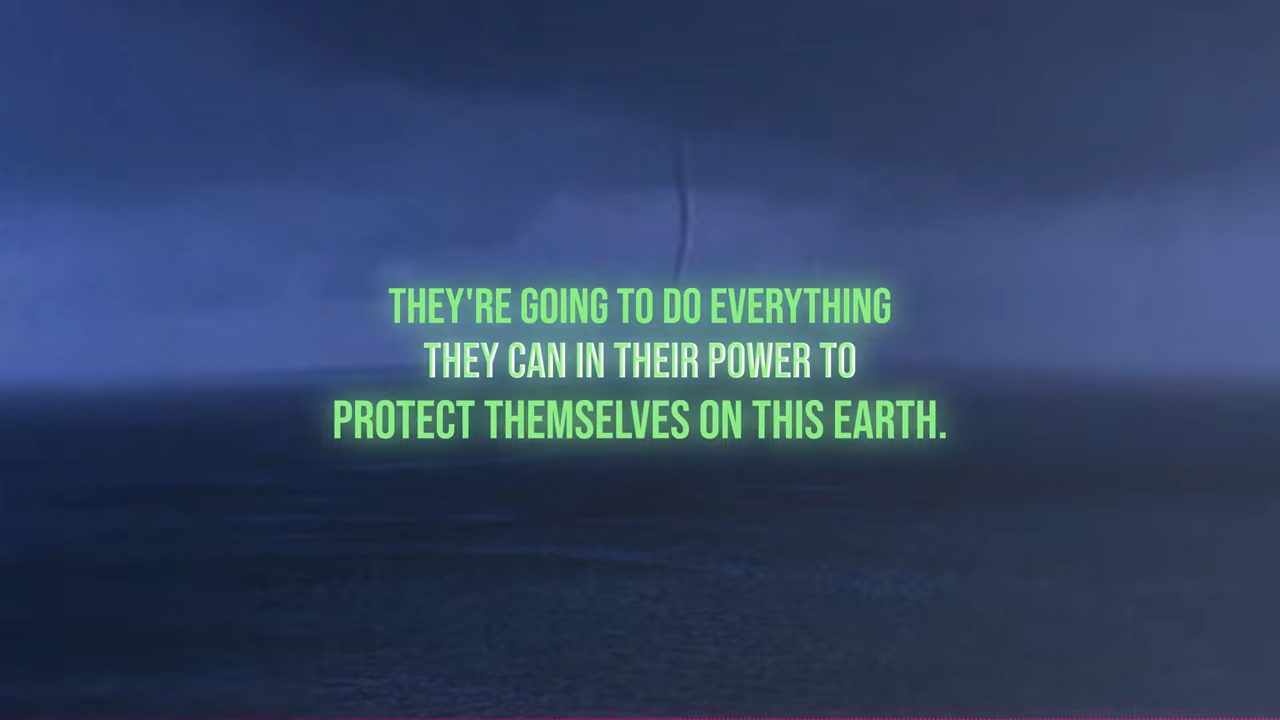 THEY'RE GOING TO DO EVERYTHING
THEY CAN IN THEIR POWER TO
PROTECT THEMSELVES ON THIS EARTH.